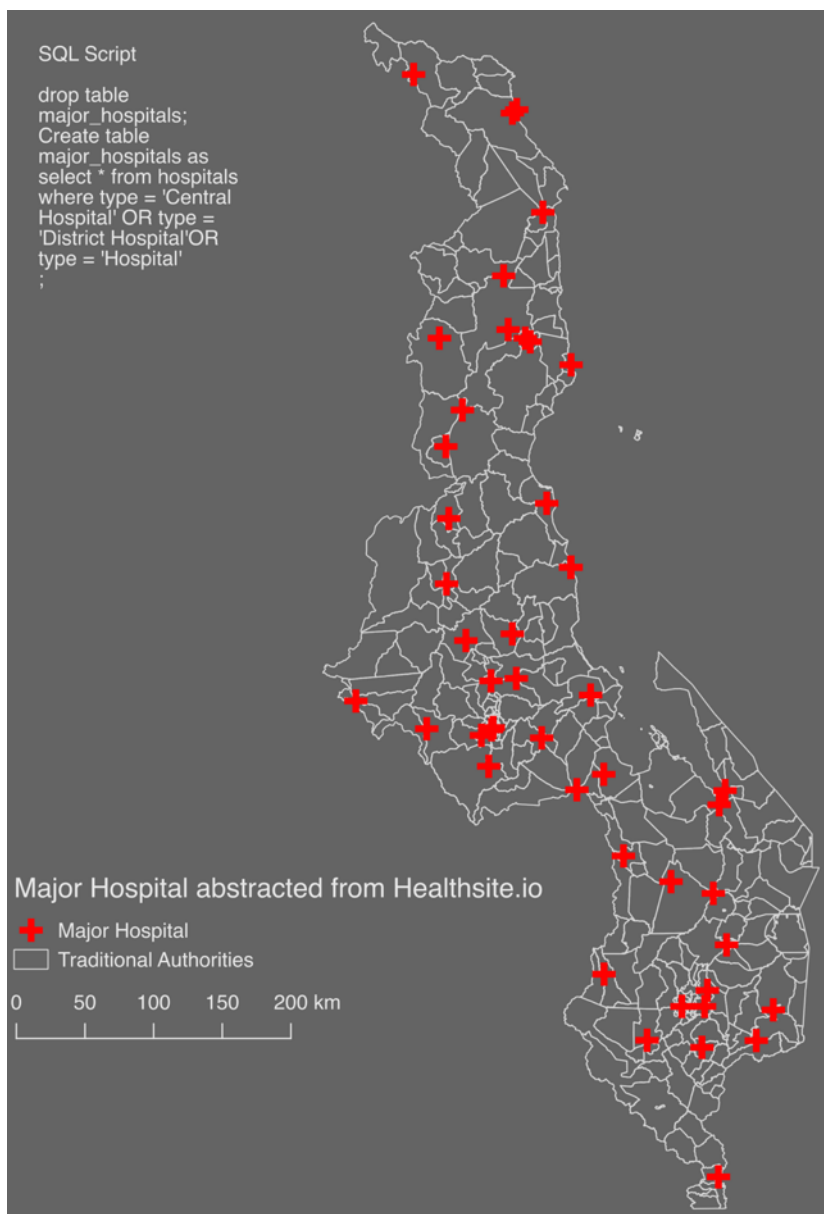 SQL Script
drop table
major_hospitals;
Create table
major_hospitals as
select * from hospitals
where type = 'Central
Hospital' OR type =
'District Hospital'OR
type = 'Hospital'
;
Major Hospital abstracted from Healthsite.io
Major Hospital
Traditional Authorities
0 50 100 150 200 km